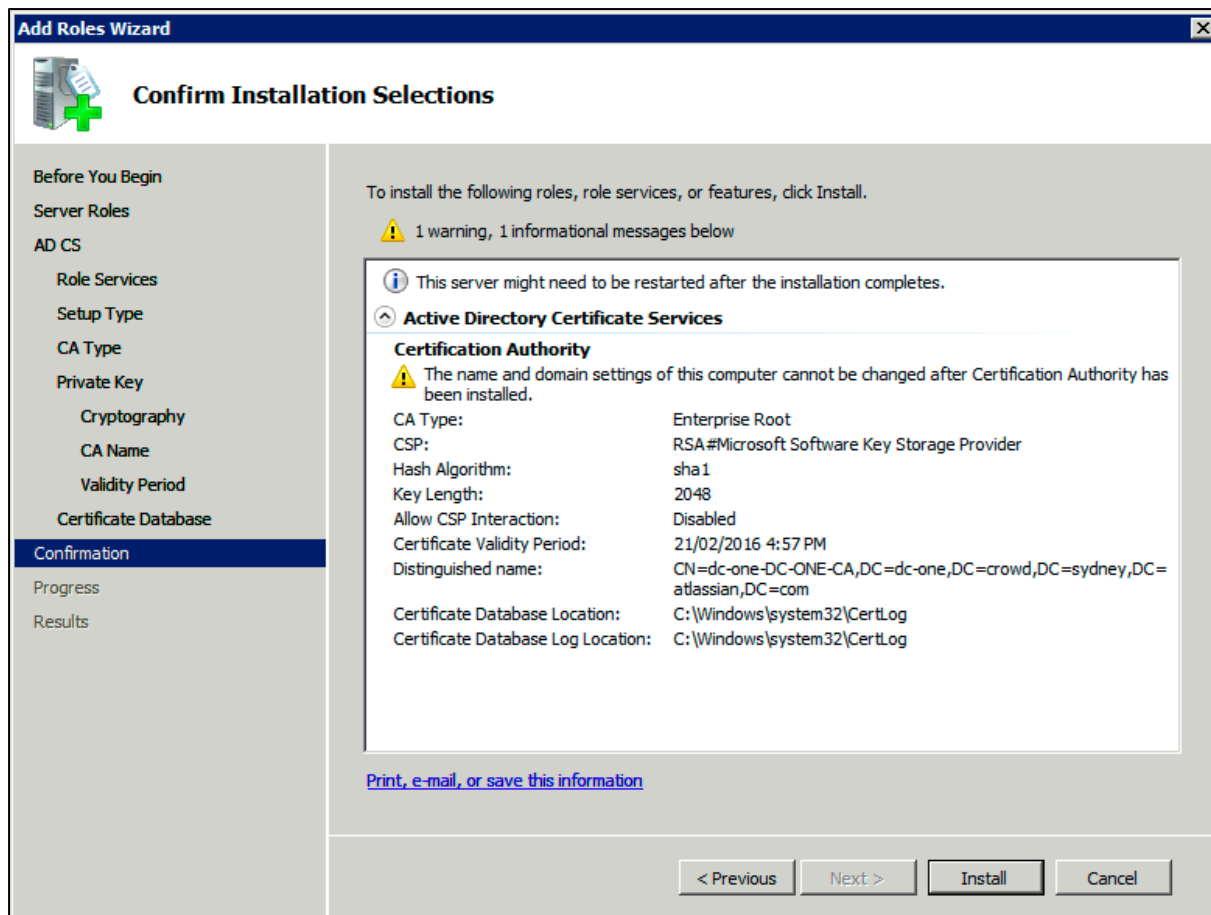 Add Roles Wizard
Confirm Installation Selections
Before You Begin
Server Roles
AD CS
Role Services
Setup Type
CA Type
Private Key
Cryptography
CA Name
Validity Period
Certificate Database
Confirmation
Progress
Results
To install the following roles, role services, or features, click Install.
1 warning, 1 informational messages below
This server might need to be restarted after the installation completes.
Active Directory Certificate Services
Certification Authority
The name and domain settings of this computer cannot be changed after Certification Authority has
been installed.
CA Type: Enterprise Root
CSP: RSA#Microsoft Software Key Storage Provider
Hash Algorithm: sha1
Key Length: 2048
Allow CSP Interaction: Disabled
Certificate Validity Period: 21/02/2016 4:57 PM
Distinguished name: CN=dc-one-DC-ONE-CA,DC=dc-one,DC=crowd,DC=sydney,DC=
atlassian,DC=com
Certificate Database Location: C:\Windows\system32\CertLog
Certificate Database Log Location: C:\Windows\system32\CertLog
Print, e-mail, or save this information
< Previous Next > Install Cancel